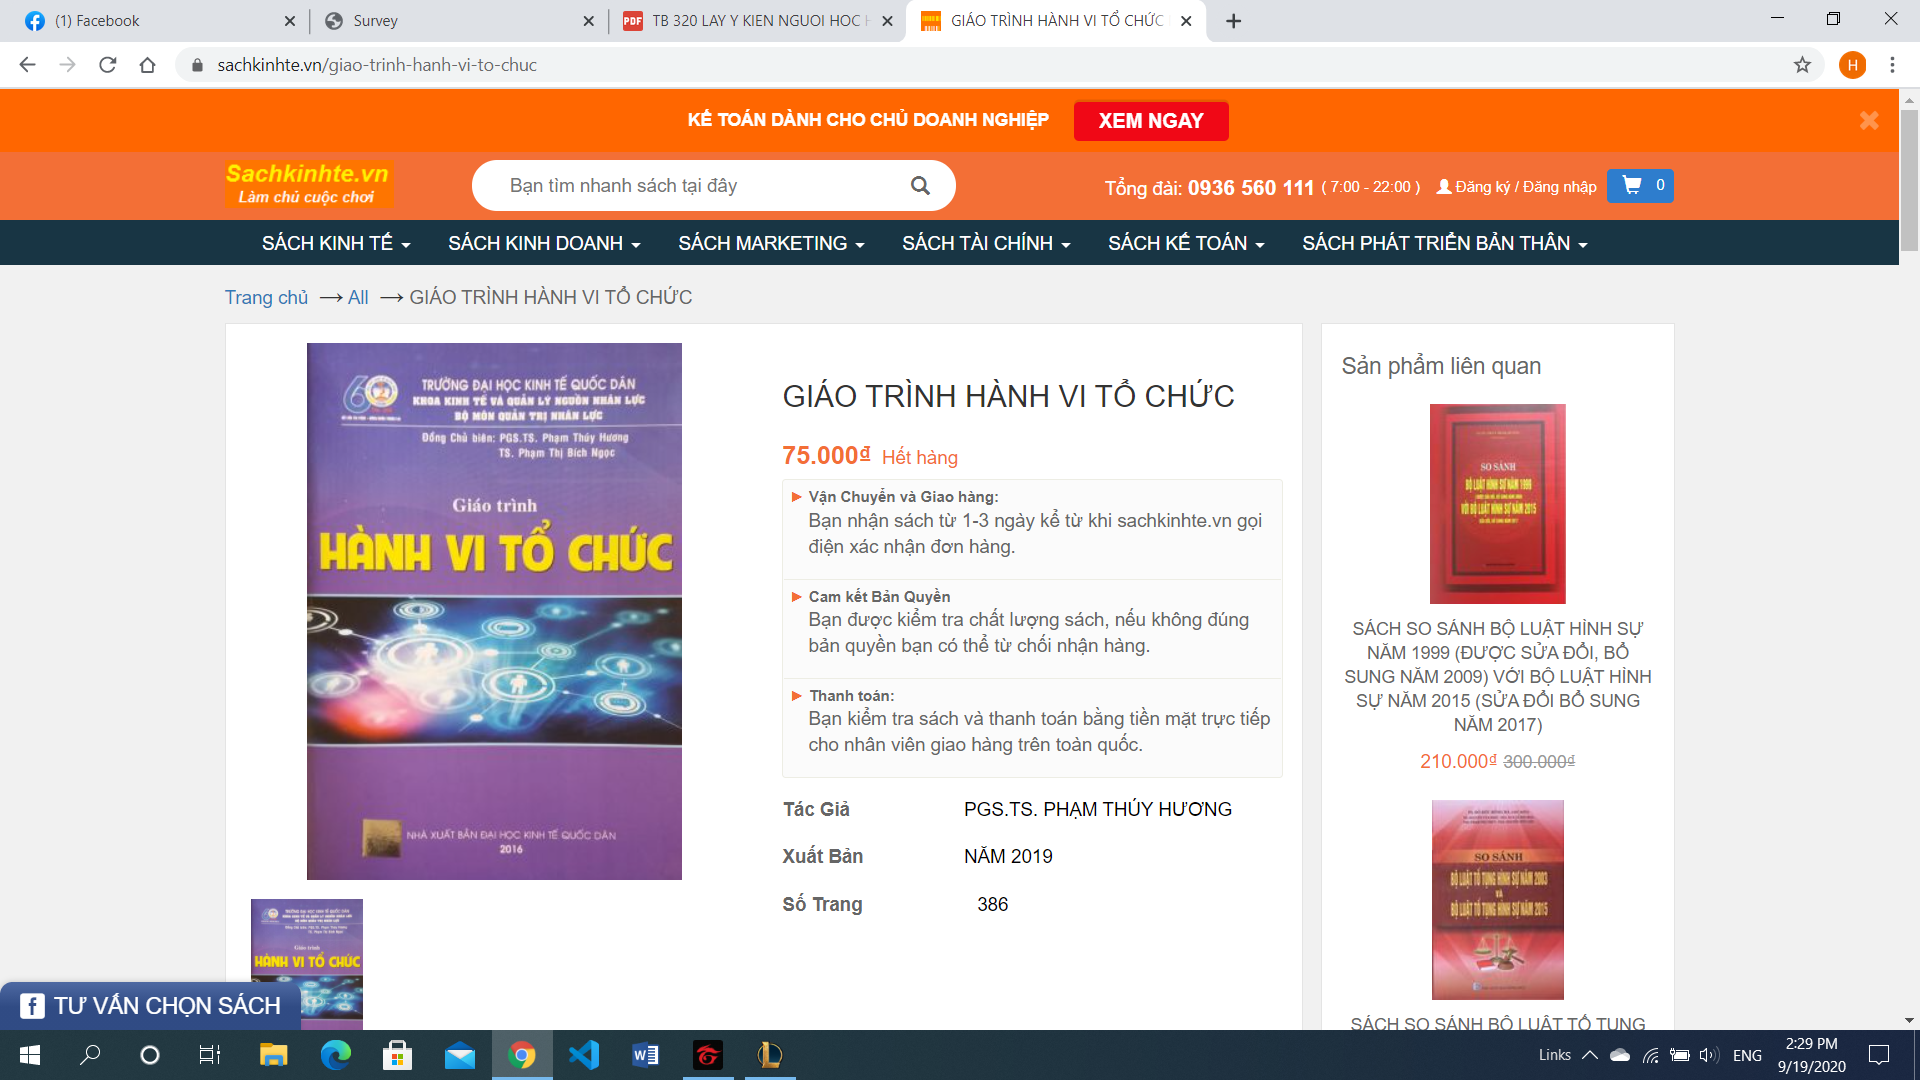 (1) Facebook
Survey
TB 320 LAY Y KIEN NGUOI HOC H
GIÁO TRÌNH HÀNH VI TỔ CHỨC
sachkinhte.vn/giao-trinh-hanh-vi-to-chuc
H
KẾ TOÁN DÀNH CHO CHỦ DOANH NGHIỆP
XEM NGAY
Sachkinhte.vn
Làm chủ cuộc chơi
Bạn tìm nhanh sách tại đây
Tổng đài: 0936 560 111 ( 7:00 - 22:00 )
Đăng ký / Đăng nhập
0
SÁCH KINH TẾ
SÁCH KINH DOANH
SÁCH MARKETING
SÁCH TÀI CHÍNH
SÁCH KẾ TOÁN
SÁCH PHÁT TRIỂN BẢN THÂN
Trang chủ → All → GIÁO TRÌNH HÀNH VI TỔ CHỨC
60
TRƯỜNG ĐẠI HỌC KINH TẾ QUỐC DÂN
KHOA KINH TẾ VÀ QUẢN LÝ NGUỒN NHÂN LỰC
BỘ MÔN QUẢN TRỊ NHÂN LỰC
Đồng Chủ biên: PGS.TS. Phạm Thúy Hương
TS. Phạm Thị Bích Ngọc
Giáo trình
HÀNH VI TỔ CHỨC
NHÀ XUẤT BẢN ĐẠI HỌC KINH TẾ QUỐC DÂN
2016
GIÁO TRÌNH HÀNH VI TỔ CHỨC
75.000₫ Hết hàng
Vận Chuyển và Giao hàng:
Bạn nhận sách từ 1-3 ngày kể từ khi sachkinhte.vn gọi
điện xác nhận đơn hàng.
Cam kết Bản Quyền
Bạn được kiểm tra chất lượng sách, nếu không đúng
bản quyền bạn có thể từ chối nhận hàng.
Thanh toán:
Bạn kiểm tra sách và thanh toán bằng tiền mặt trực tiếp
cho nhân viên giao hàng trên toàn quốc.
Tác Giả PGS.TS. PHẠM THÚY HƯƠNG
Xuất Bản NĂM 2019
Số Trang 386
Sản phẩm liên quan
SO SÁNH
BỘ LUẬT HÌNH SỰ NĂM 1999
VỚI BỘ LUẬT HÌNH SỰ NĂM 2015
SÁCH SO SÁNH BỘ LUẬT HÌNH SỰ
NĂM 1999 (ĐƯỢC SỬA ĐỔI, BỔ
SUNG NĂM 2009) VỚI BỘ LUẬT HÌNH
SỰ NĂM 2015 (SỬA ĐỔI BỔ SUNG
NĂM 2017)
210.000₫ 300.000₫
SO SÁNH
BỘ LUẬT TỐ TỤNG HÌNH SỰ NĂM 2003
VÀ
BỘ LUẬT TỐ TỤNG HÌNH SỰ NĂM 2015
SÁCH SO SÁNH BỘ LUẬT TỐ TỤNG
Giáo trình
HÀNH VI TỔ CHỨC
TƯ VẤN CHỌN SÁCH
Links
ENG
2:29 PM
9/19/2020